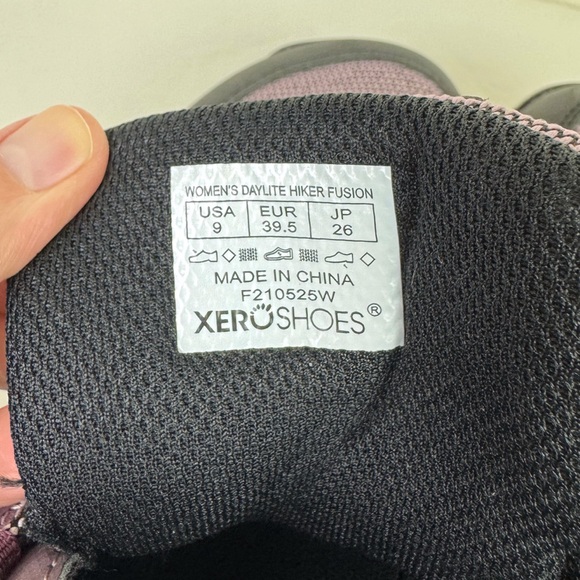 WOMEN'S DAYLITE HIKER FUSION
USA EUR JP
9 39.5 26
MADE IN CHINA
F210525W
XEROSHOES®